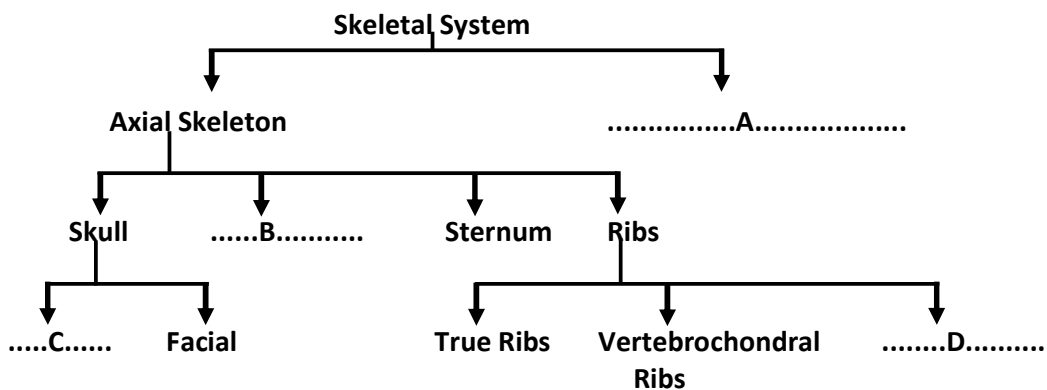 Skeletal System
Axial Skeleton .................A....................
Skull ......B........... Sternum Ribs
.....C...... Facial True Ribs Vertebrochondral ........D..........
Ribs